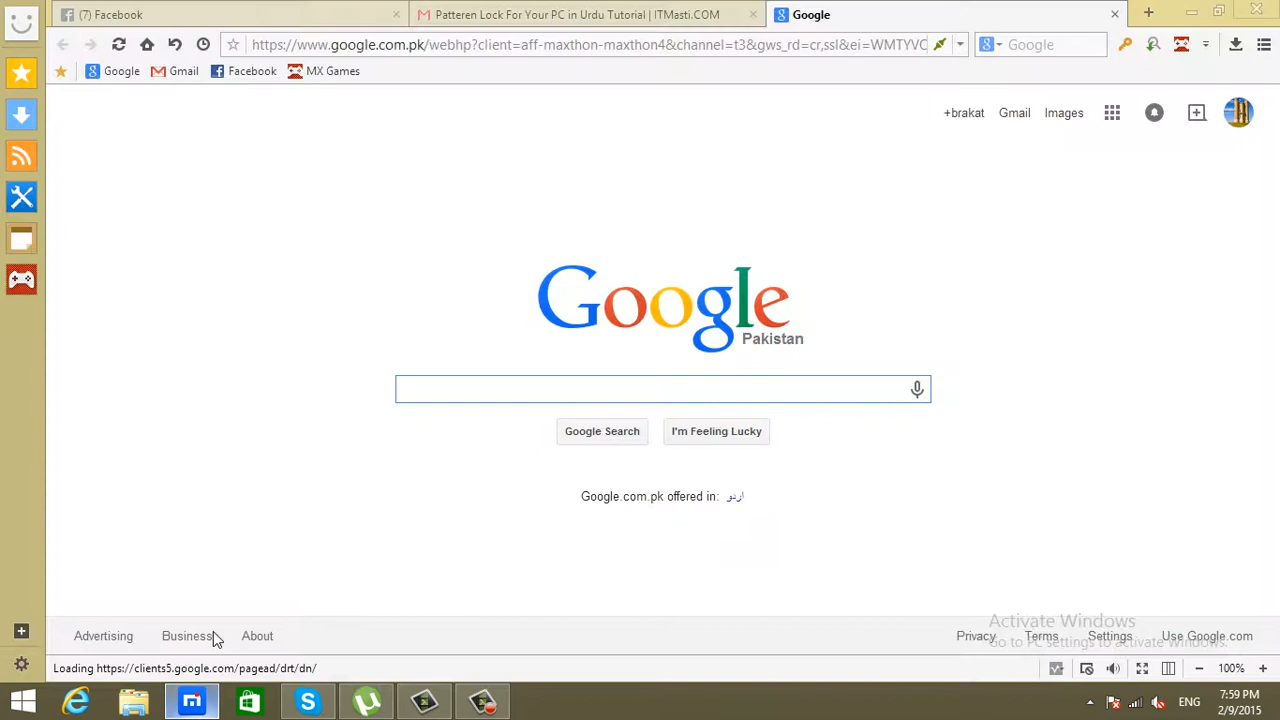 (7) Facebook
Patteren Lock For Your PC in Urdu Tutorial | ITMasti.COM
Google
https://www.google.com.pk/webhp?client=aff-maxthon-maxthon4&channel=t3&gws_rd=cr,ssl&ei=WMTYVC
Google
Google
Gmail
Facebook
MX Games
+brakat
Gmail
Images
Google
Pakistan
Google Search
I'm Feeling Lucky
Google.com.pk offered in: اردو
Activate Windows
Go to PC settings to activate Windows.
Advertising
Business
About
Privacy
Terms
Settings
Use Google.com
Loading https://clients5.google.com/pagead/drt/dn/
100%
ENG
7:59 PM
2/9/2015